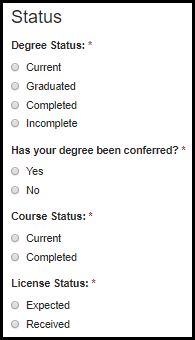 Status
Degree Status: *
Current
Graduated
Completed
Incomplete
Has your degree been conferred? *
Yes
No
Course Status: *
Current
Completed
License Status: *
Expected
Received